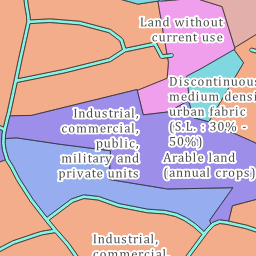 Land without
current use
Discontinuous
medium densi
urban fabric
(S.L. : 30% -
50%)
Industrial,
commercial,
public,
military and
private units
Arable land
(annual crops)
Industrial,
commercial,